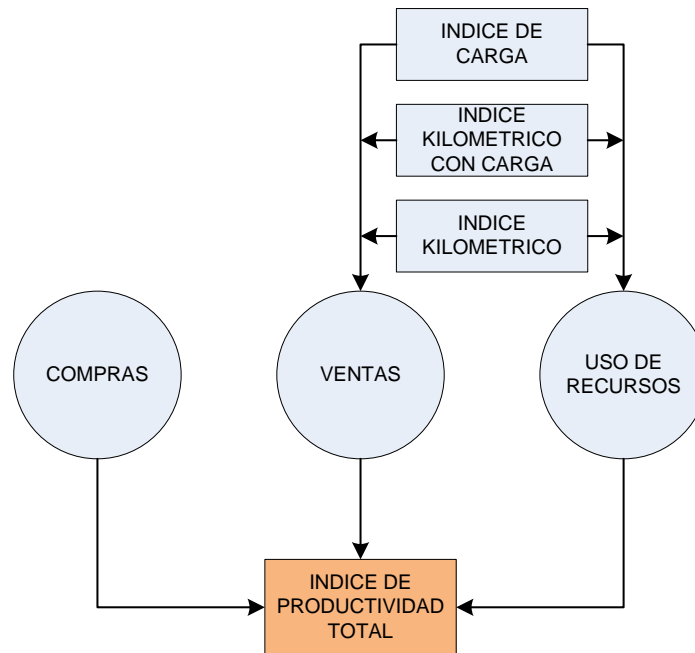 INDICE DE
CARGA
INDICE
KILOMETRICO
CON CARGA
INDICE
KILOMETRICO
COMPRAS
VENTAS
USO DE
RECURSOS
INDICE DE
PRODUCTIVIDAD
TOTAL